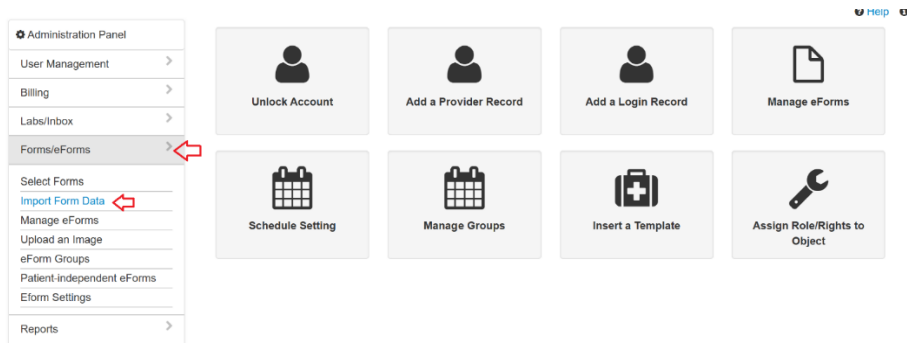 Help
Administration Panel
User Management
Billing
Labs/Inbox
Forms/eForms
Select Forms
Import Form Data
Manage eForms
Upload an Image
eForm Groups
Patient-independent eForms
Eform Settings
Reports
Unlock Account
Add a Provider Record
Add a Login Record
Manage eForms
Schedule Setting
Manage Groups
Insert a Template
Assign Role/Rights to
Object